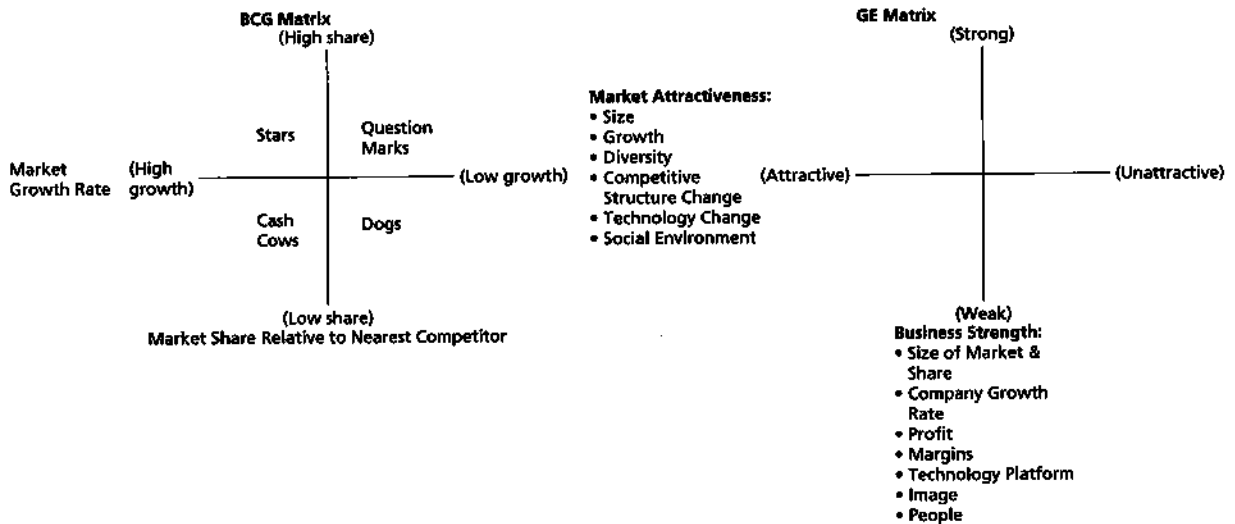 BCG Matrix
(High share)
Stars
Question
Marks
Market
Growth Rate
(High
growth)
(Low growth)
Cash
Cows
Dogs
(Low share)
Market Share Relative to Nearest Competitor
GE Matrix
(Strong)
Market Attractiveness:
• Size
• Growth
• Diversity
• Competitive
Structure Change
• Technology Change
• Social Environment
(Attractive)
(Unattractive)
(Weak)
Business Strength:
• Size of Market &
Share
• Company Growth
Rate
• Profit
• Margins
• Technology Platform
• Image
• People